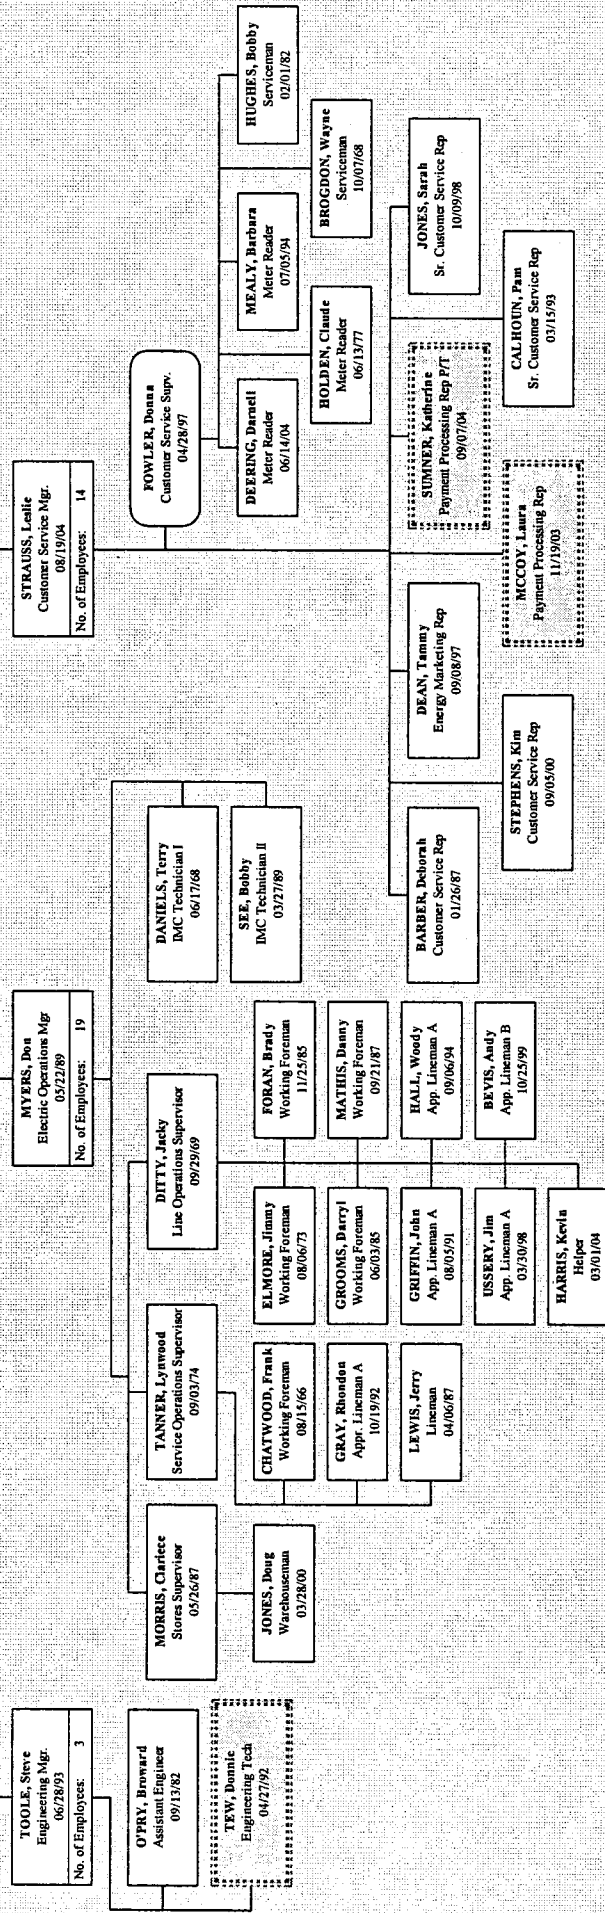 TOOLE, Steve
Engineering Mgr.
06/28/93
No. of Employees: 3
O'PRY, Broward
Assistant Engineer
09/13/82
TEW, Donnie
Engineering Tech
04/27/92
MYERS, Don
Electric Operations Mgr
05/22/89
No. of Employees: 19
MORRIS, Clariece
Stores Supervisor
05/26/87
JONES, Doug
Warehouseman
03/28/00
TANNER, Lynwood
Service Operations Supervisor
09/03/74
CHATWOOD, Frank
Working Foreman
08/15/66
GRAY, Rhondon
Appr. Lineman A
10/19/92
LEWIS, Jerry
Lineman
04/06/87
DITTY, Jacky
Line Operations Supervisor
09/29/69
ELMORE, Jimmy
Working Foreman
08/06/73
FORAN, Brady
Working Foreman
11/25/85
GROOMS, Darryl
Working Foreman
06/03/85
MATHIS, Danny
Working Foreman
09/21/87
GRIFFIN, John
App. Lineman A
08/05/91
HALL, Woody
App. Lineman A
09/06/94
USSERY, Jim
App. Lineman A
03/30/98
BEVIS, Andy
App. Lineman B
10/25/99
HARRIS, Kevin
Helper
03/01/04
DANIELS, Terry
IMC Technician I
06/17/68
SEE, Bobby
IMC Technician II
03/27/89
STRAUSS, Leslie
Customer Service Mgr.
08/19/04
No. of Employees: 14
FOWLER, Donna
Customer Service Supv.
04/28/97
DEERING, Darnell
Meter Reader
06/14/04
MEALY, Barbara
Meter Reader
07/05/94
HUGHES, Bobby
Serviceman
02/01/82
HOLDEN, Claude
Meter Reader
06/13/77
BROGDON, Wayne
Serviceman
10/07/68
BARBER, Deborah
Customer Service Rep
01/26/87
DEAN, Tammy
Energy Marketing Rep
09/08/97
SUMNER, Katherine
Payment Processing Rep P/T
09/07/04
JONES, Sarah
Sr. Customer Service Rep
10/09/98
STEPHENS, Kim
Customer Service Rep
09/05/00
MCCOY, Laura
Payment Processing Rep
11/19/03
CALHOUN, Pam
Sr. Customer Service Rep
03/15/93